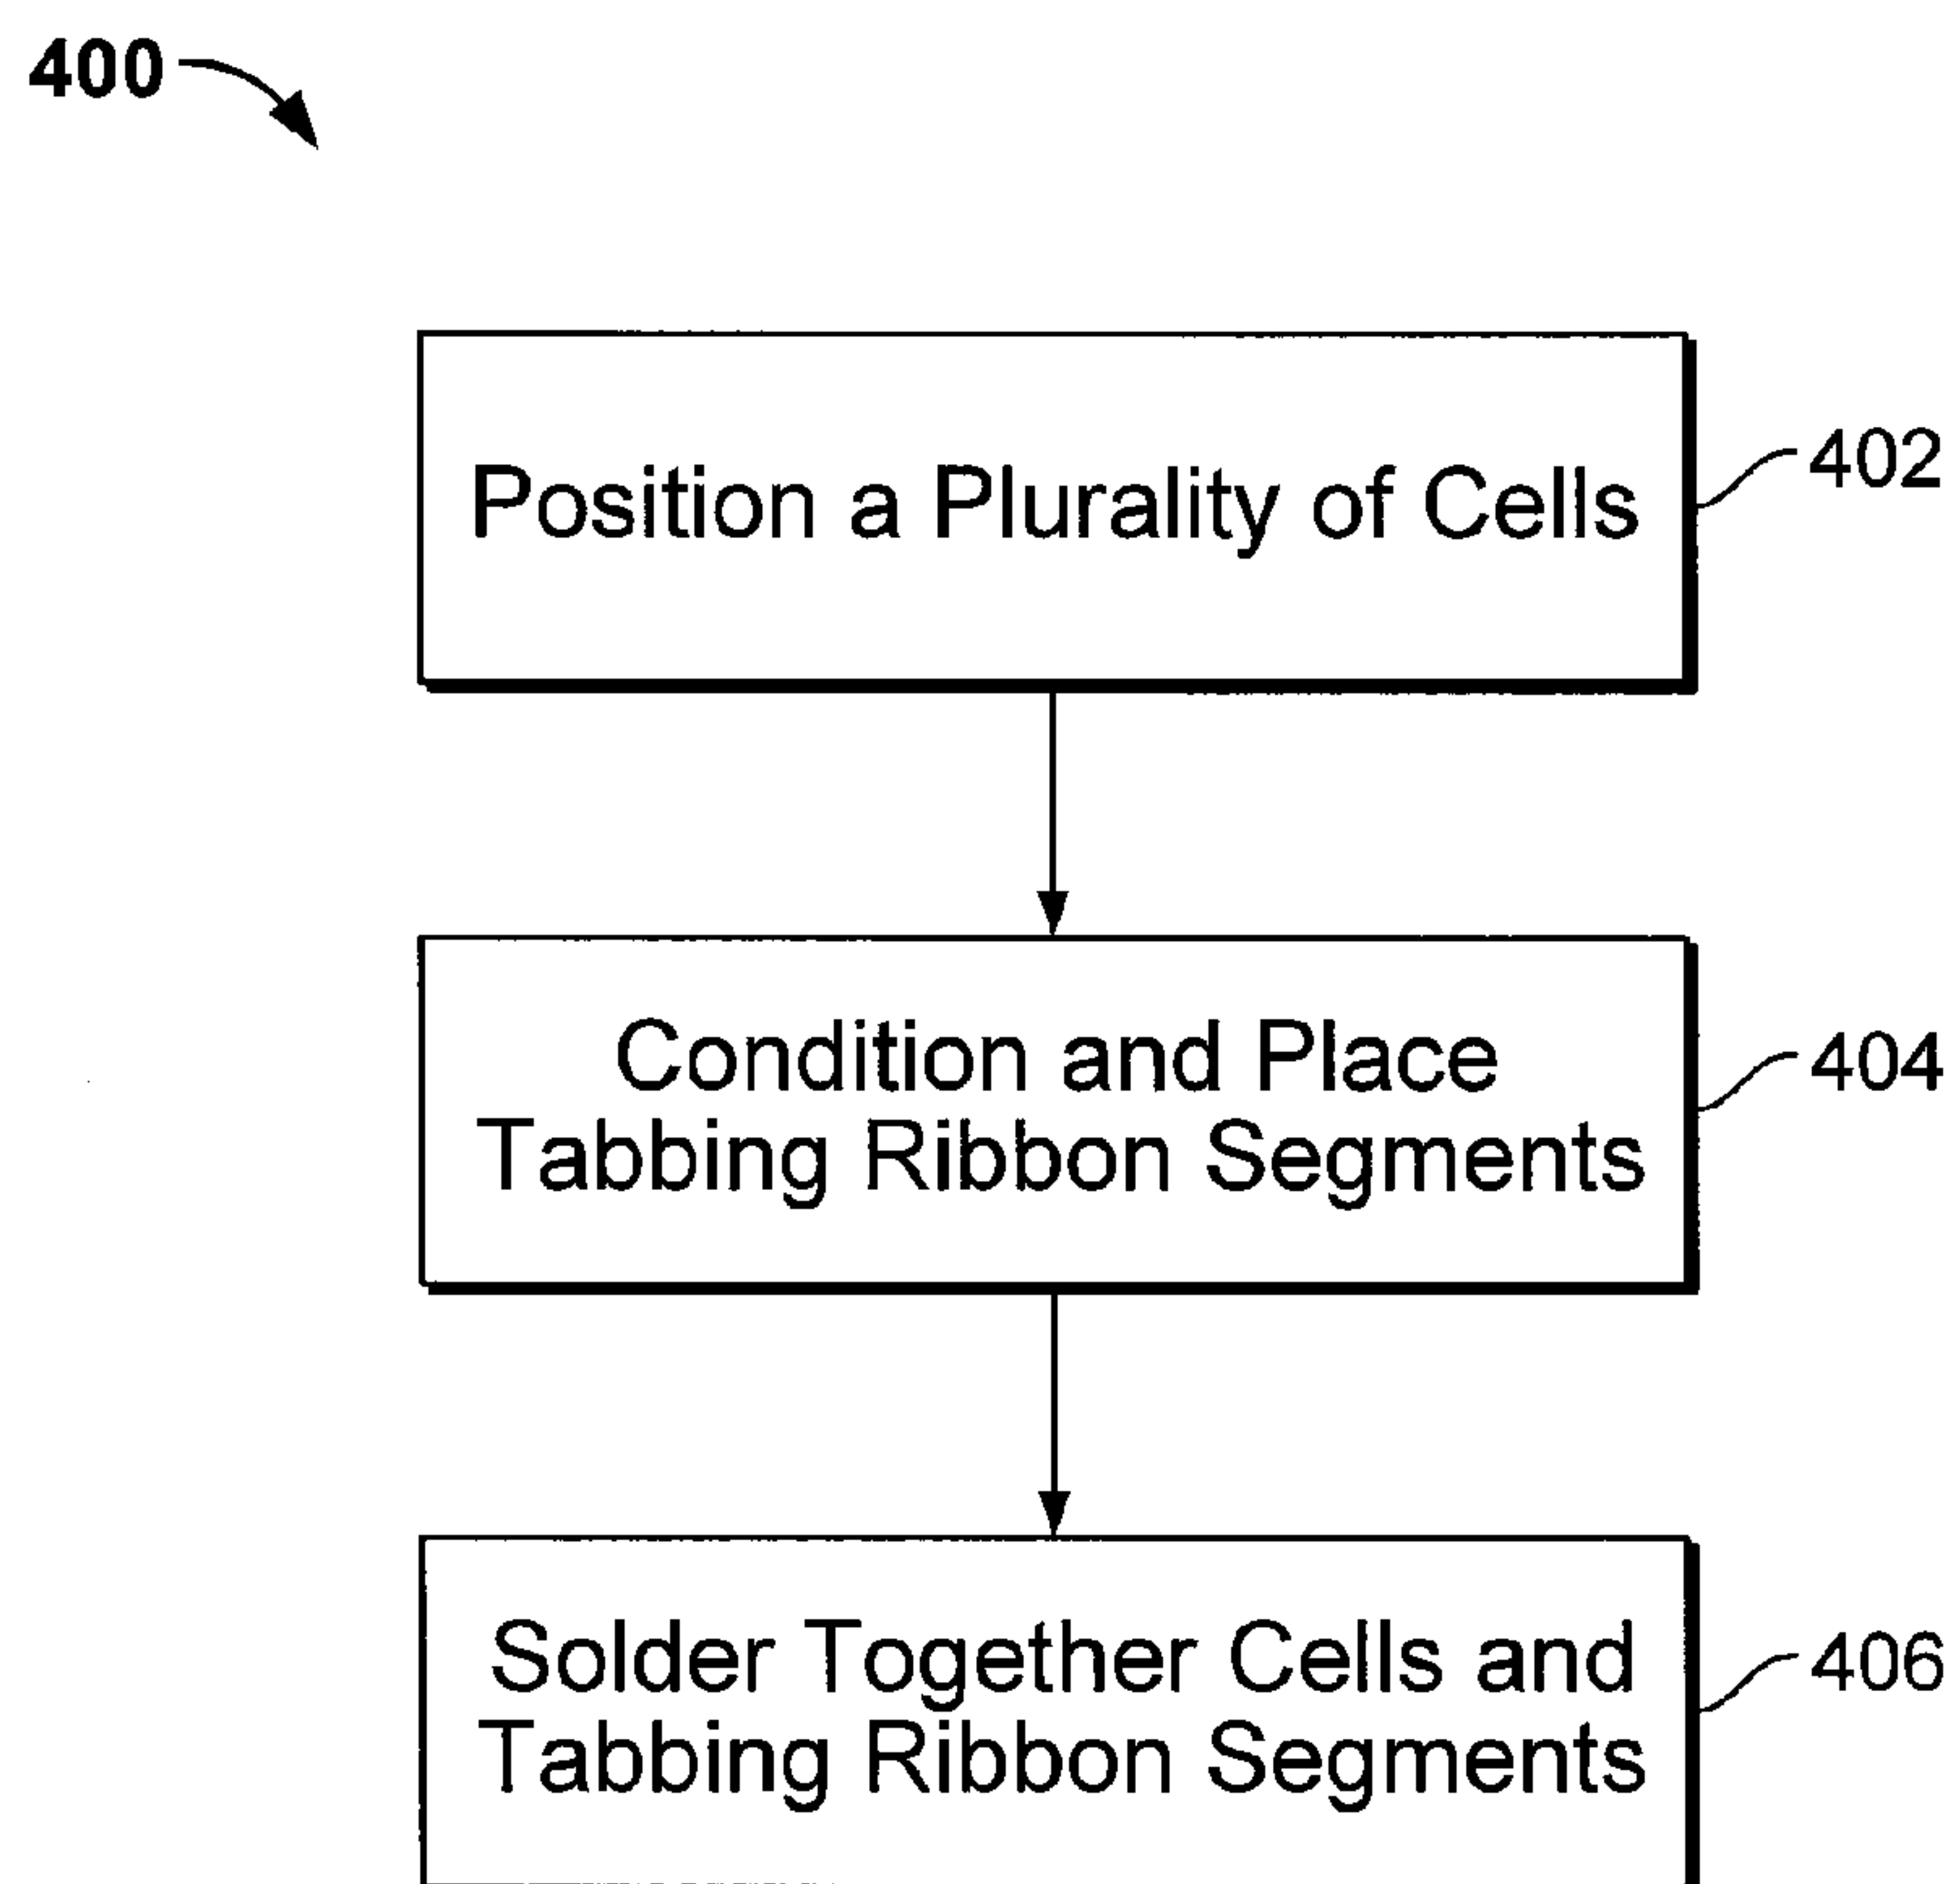 400
Position a Plurality of Cells
402
Condition and Place
Tabbing Ribbon Segments
404
Solder Together Cells and
Tabbing Ribbon Segments
406